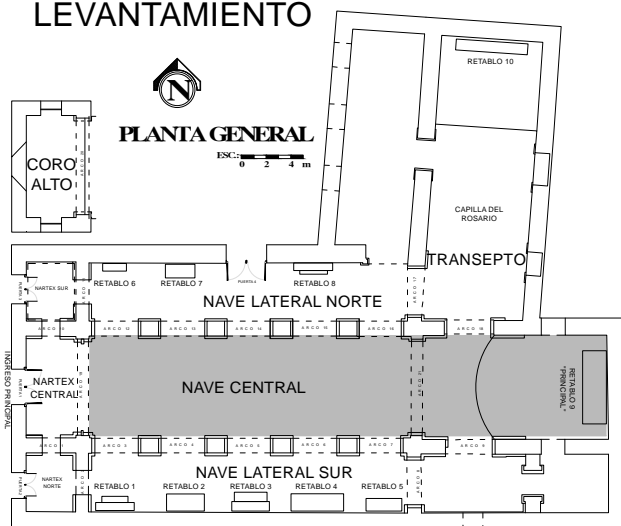 LEVANTAMIENTO
N
PLANTA GENERAL
ESC.:
0 2 4 m
RETABLO 10
CORO
ALTO
CAPILLA DEL
ROSARIO
TRANSEPTO
RETABLO 6
RETABLO 7
RETABLO 8
NARTEX SUR
NAVE LATERAL NORTE
INGRESO PRINCIPAL
NARTEX
CENTRAL
NAVE CENTRAL
RETABLO 9
"PRINCIPAL"
NAVE LATERAL SUR
NARTEX
NORTE
RETABLO 1
RETABLO 2
RETABLO 3
RETABLO 4
RETABLO 5